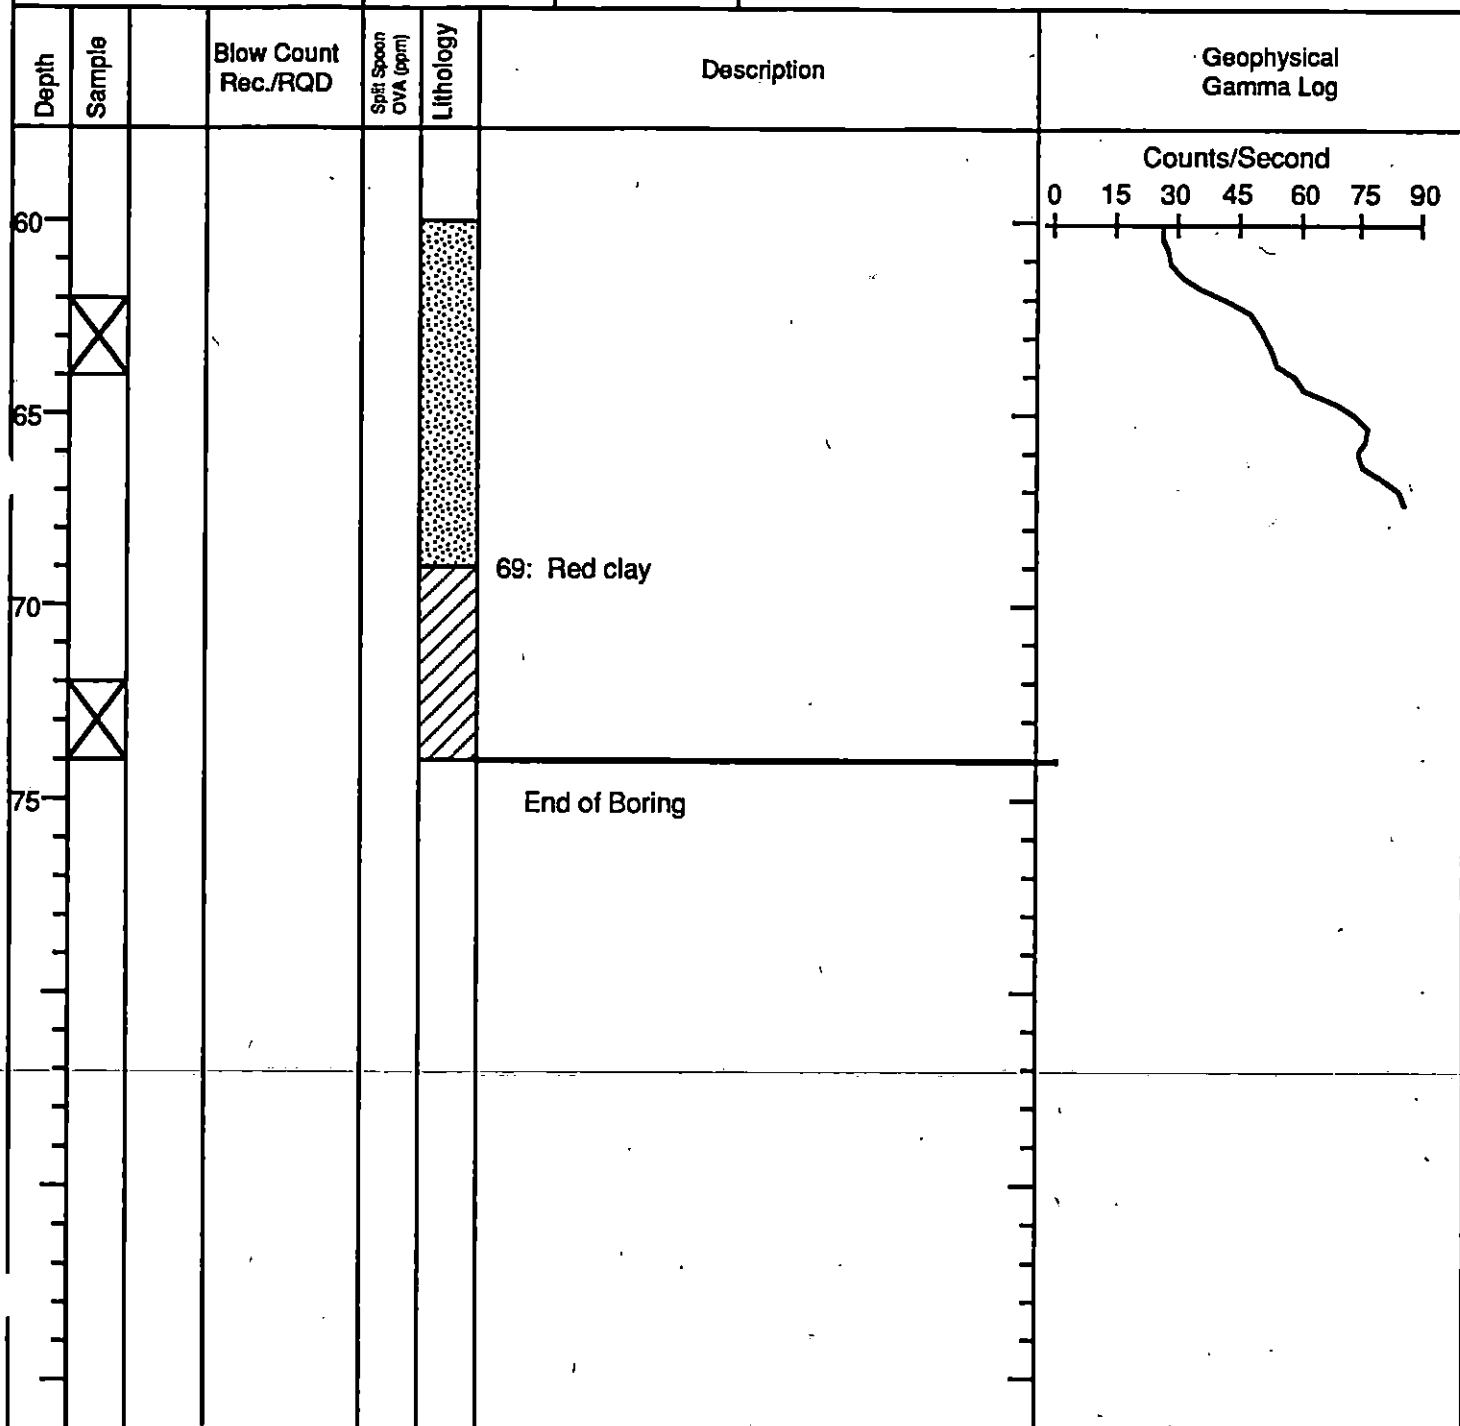 Depth
Sample
Blow Count
Rec./RQD
Split Spoon
OVA (ppm)
Lithology
Description
Geophysical
Gamma Log
Counts/Second
0 15 30 45 60 75 90
60
65
69: Red clay
70
75
End of Boring